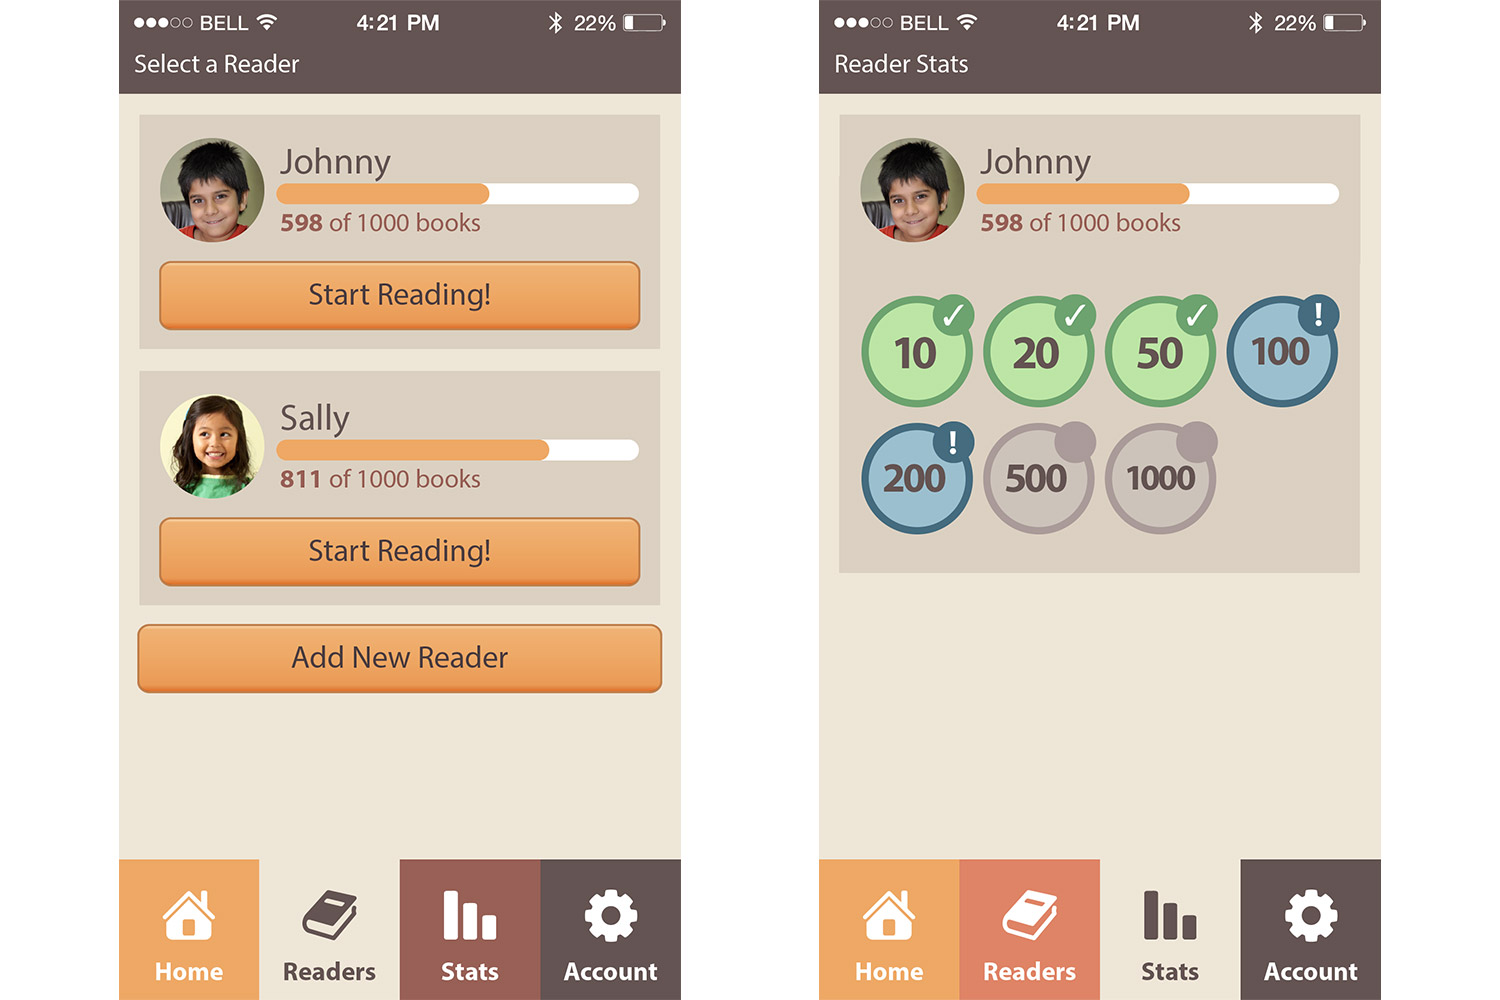 BELL 4:21 PM 22%
Select a Reader
Johnny
598 of 1000 books
Start Reading!
Sally
811 of 1000 books
Start Reading!
Add New Reader
Home Readers Stats Account
BELL 4:21 PM 22%
Reader Stats
Johnny
598 of 1000 books
10 20 50 100
! 
200 500 1000
!
Home Readers Stats Account